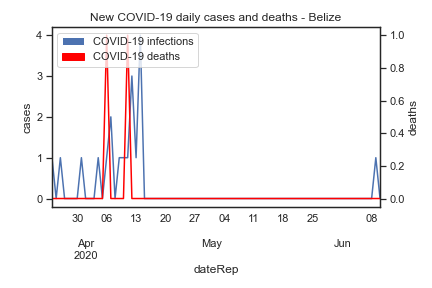 New COVID-19 daily cases and deaths - Belize
COVID-19 infections
COVID-19 deaths
4
3
2
1
0
cases
1.0
0.8
0.6
0.4
0.2
0.0
deaths
30 06 13 20 27 04 11 18 25 08
Apr May Jun
2020
dateRep